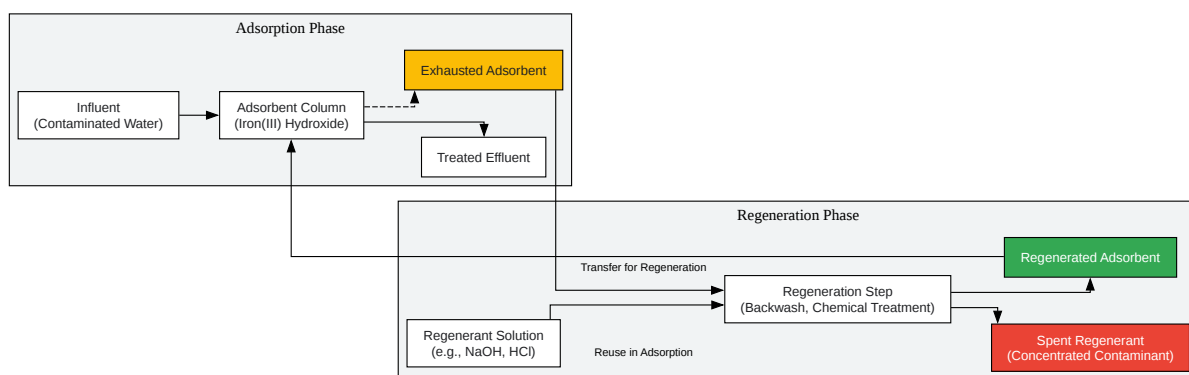 Adsorption Phase
Exhausted Adsorbent
Influent
(Contaminated Water)
Adsorbent Column
(Iron(III) Hydroxide)
Treated Effluent
Regeneration Phase
Regenerated Adsorbent
Transfer for Regeneration
Regeneration Step
(Backwash, Chemical Treatment)
Regenerant Solution
(e.g., NaOH, HCl)
Reuse in Adsorption
Spent Regenerant
(Concentrated Contaminant)